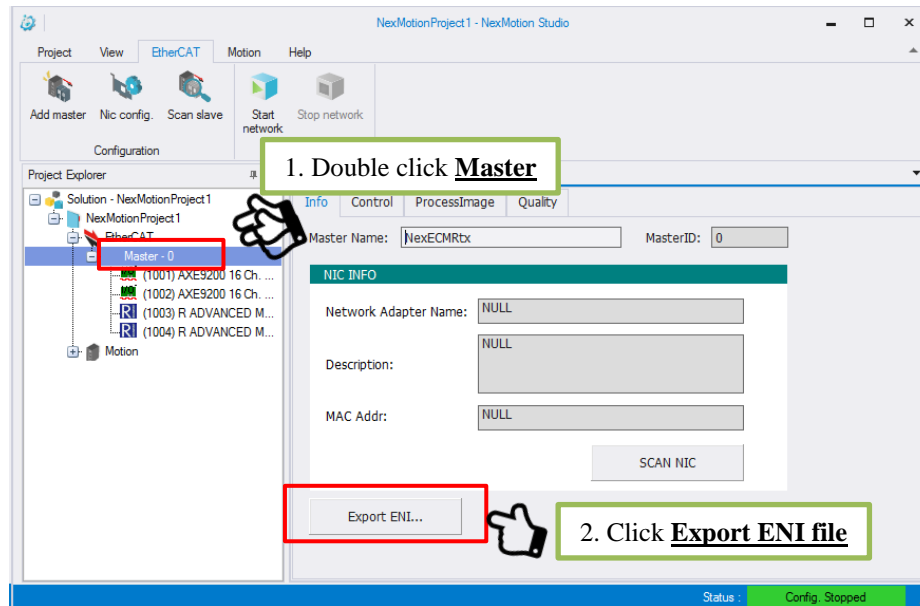 NexMotionProject1 - NexMotion Studio
Project View EtherCAT Motion Help
Add master Nic config. Scan slave Start network Stop network
Configuration
1. Double click Master
Project Explorer
Solution - NexMotionProject1
NexMotionProject1
EtherCAT
Master - 0
(1001) AXE9200 16 Ch. ...
(1002) AXE9200 16 Ch. ...
(1003) R ADVANCED M...
(1004) R ADVANCED M...
Motion
Info Control ProcessImage Quality
Master Name: NexECMRtx MasterID: 0
NIC INFO
Network Adapter Name: NULL
Description: NULL
MAC Addr: NULL
SCAN NIC
Export ENI...
2. Click Export ENI file
Status : Config. Stopped